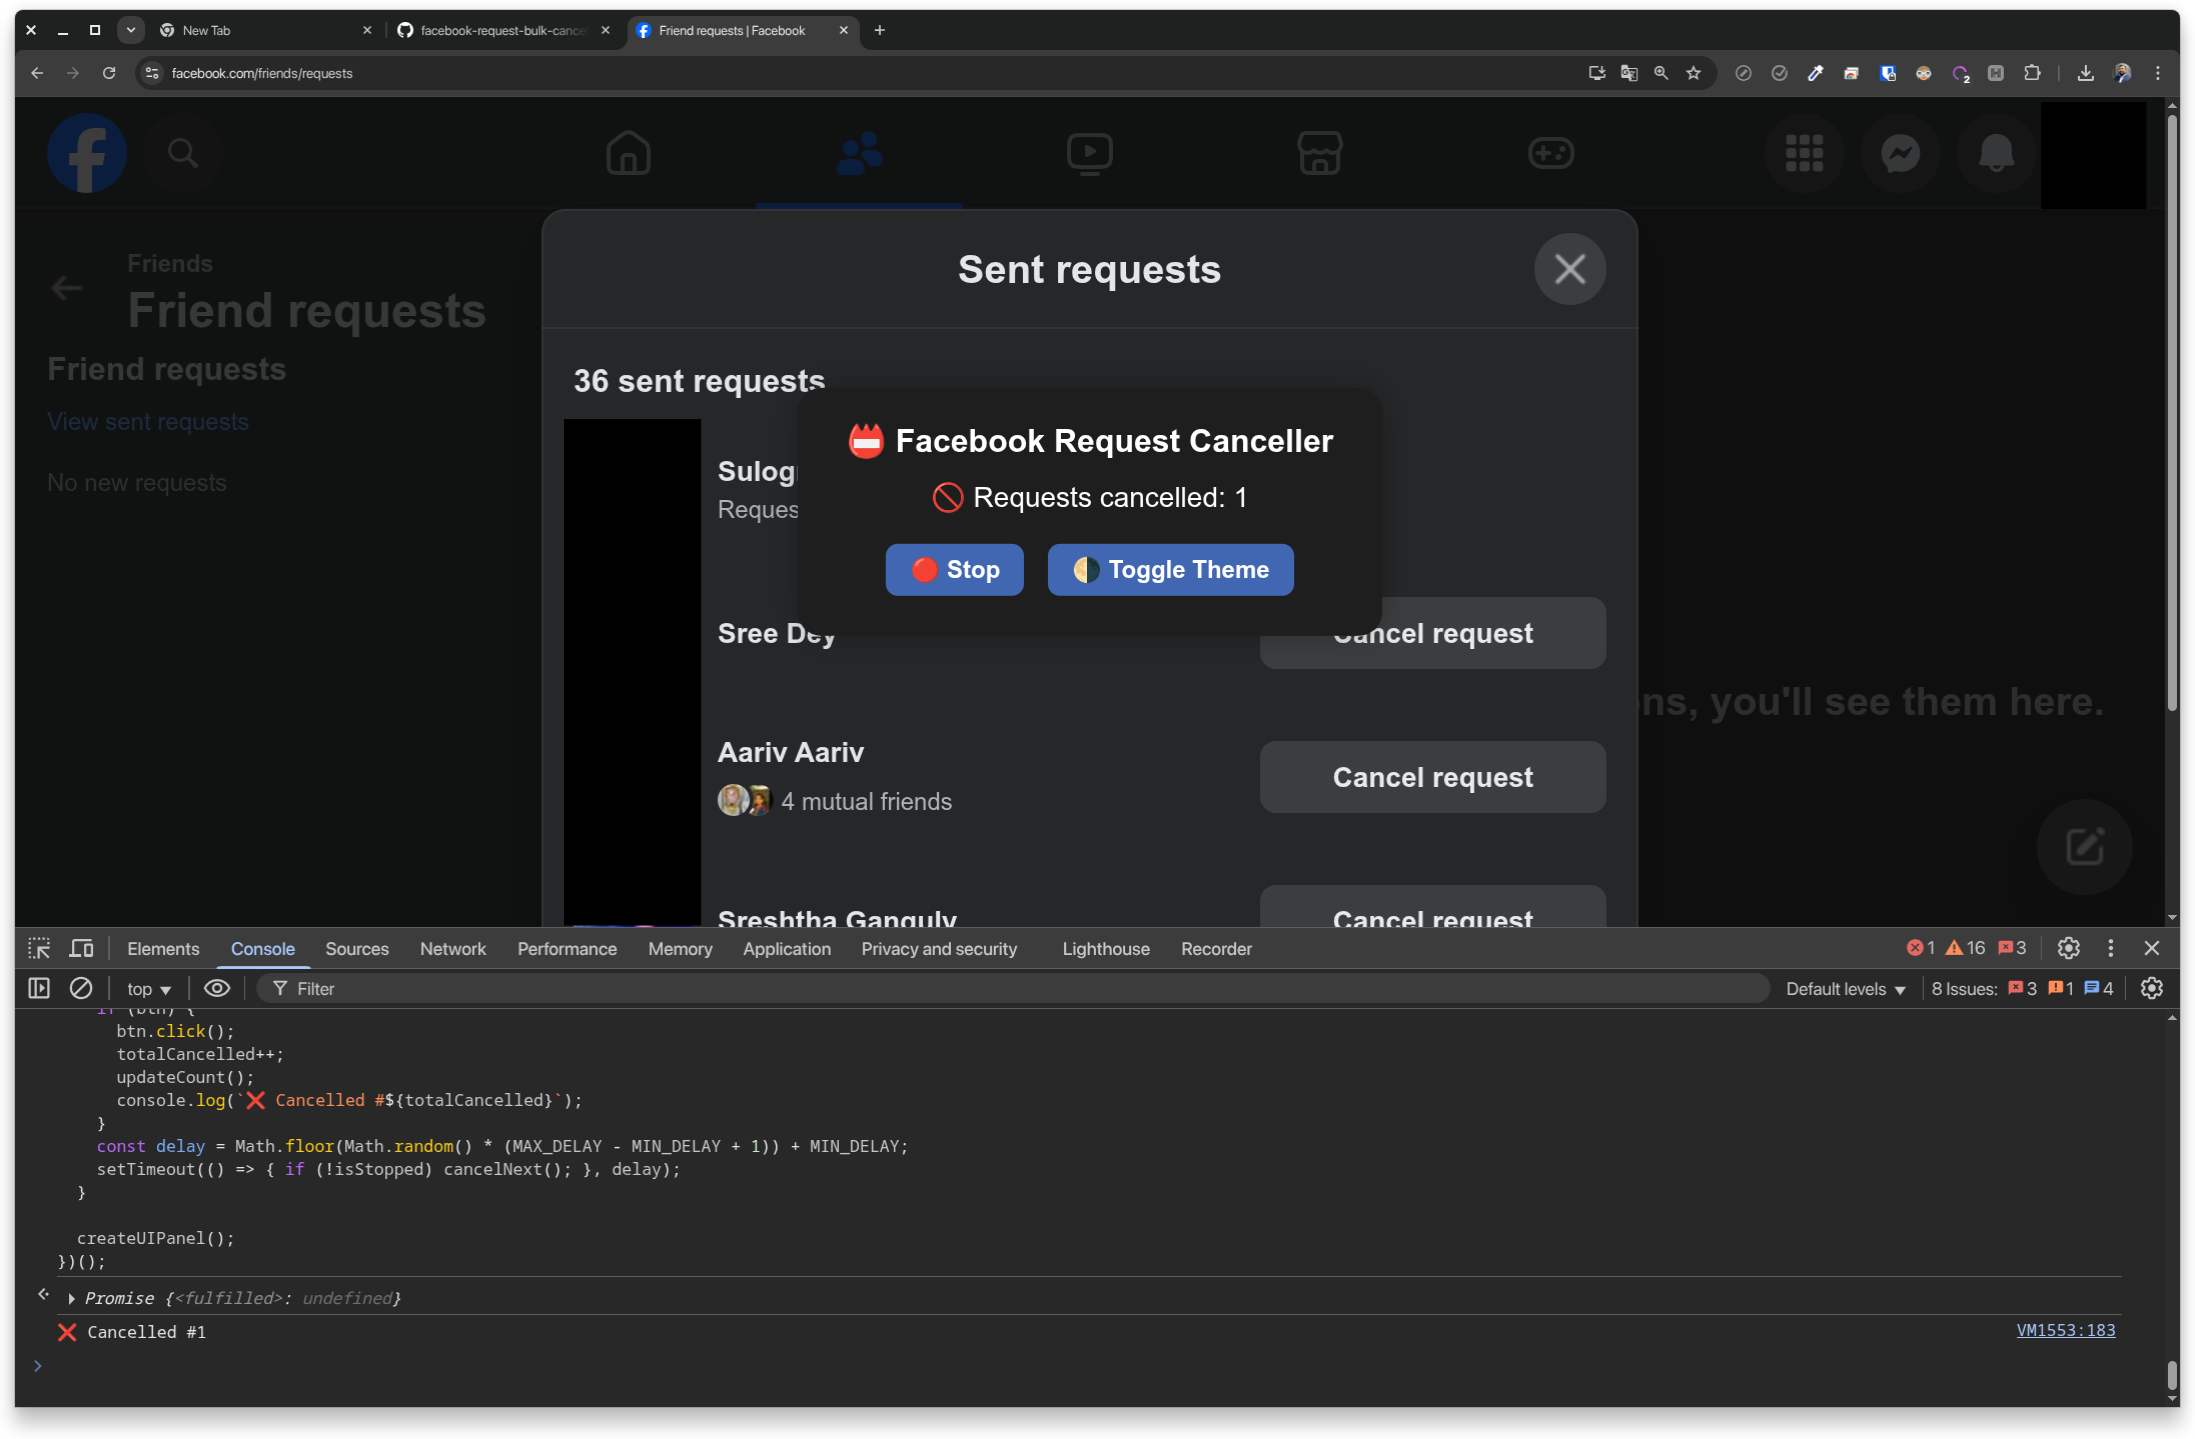 New Tab
facebook-request-bulk-cance
Friend requests | Facebook
facebook.com/friends/requests
2
Friends
Friend requests
Friend requests
View sent requests
No new requests
Sent requests
36 sent requests
Sulog
Reques
Facebook Request Canceller
Requests cancelled: 1
Stop
Toggle Theme
Sree Dey
Cancel request
ns, you'll see them here.
Aariv Aariv
4 mutual friends
Cancel request
Sreshtha Ganguly
Cancel request
Elements Console Sources Network Performance Memory Application Privacy and security Lighthouse Recorder 1 16 3
top Filter Default levels 8 Issues: 3 1 4
if (btn) {
btn.click();
totalCancelled++;
updateCount();
console.log(`❌ Cancelled #${totalCancelled}`);
}
const delay = Math.floor(Math.random() * (MAX_DELAY - MIN_DELAY + 1)) + MIN_DELAY;
setTimeout(() => { if (!isStopped) cancelNext(); }, delay);
}
createUIPanel();
})();
Promise {<fulfilled>: undefined}
❌ Cancelled #1 VM1553:183